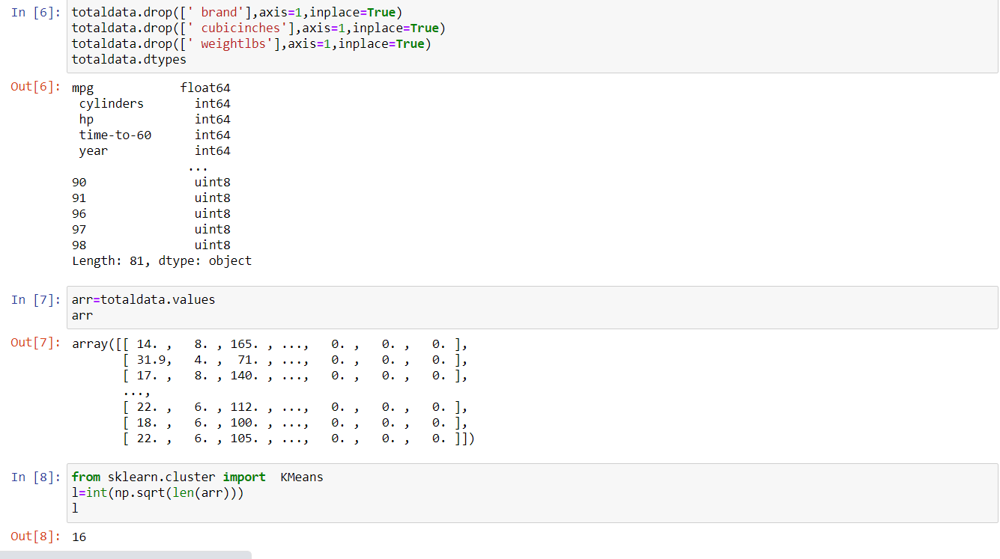 In [6]: totaldata.drop([' brand'],axis=1,inplace=True)
totaldata.drop([' cubicinches'],axis=1,inplace=True)
totaldata.drop([' weightlbs'],axis=1,inplace=True)
totaldata.dtypes
Out[6]: mpg            float64
 cylinders       int64
 hp              int64
 time-to-60      int64
 year            int64
                ...
90               uint8
91               uint8
96               uint8
97               uint8
98               uint8
Length: 81, dtype: object
In [7]: arr=totaldata.values
arr
Out[7]: array([[ 14. ,   8. , 165. , ...,   0. ,   0. ,   0. ],
       [ 31.9,   4. ,  71. , ...,   0. ,   0. ,   0. ],
       [ 17. ,   8. , 140. , ...,   0. ,   0. ,   0. ],
       ...,
       [ 22. ,   6. , 112. , ...,   0. ,   0. ,   0. ],
       [ 18. ,   6. , 100. , ...,   0. ,   0. ,   0. ],
       [ 22. ,   6. , 105. , ...,   0. ,   0. ,   0. ]])
In [8]: from sklearn.cluster import  KMeans
l=int(np.sqrt(len(arr)))
l
Out[8]: 16